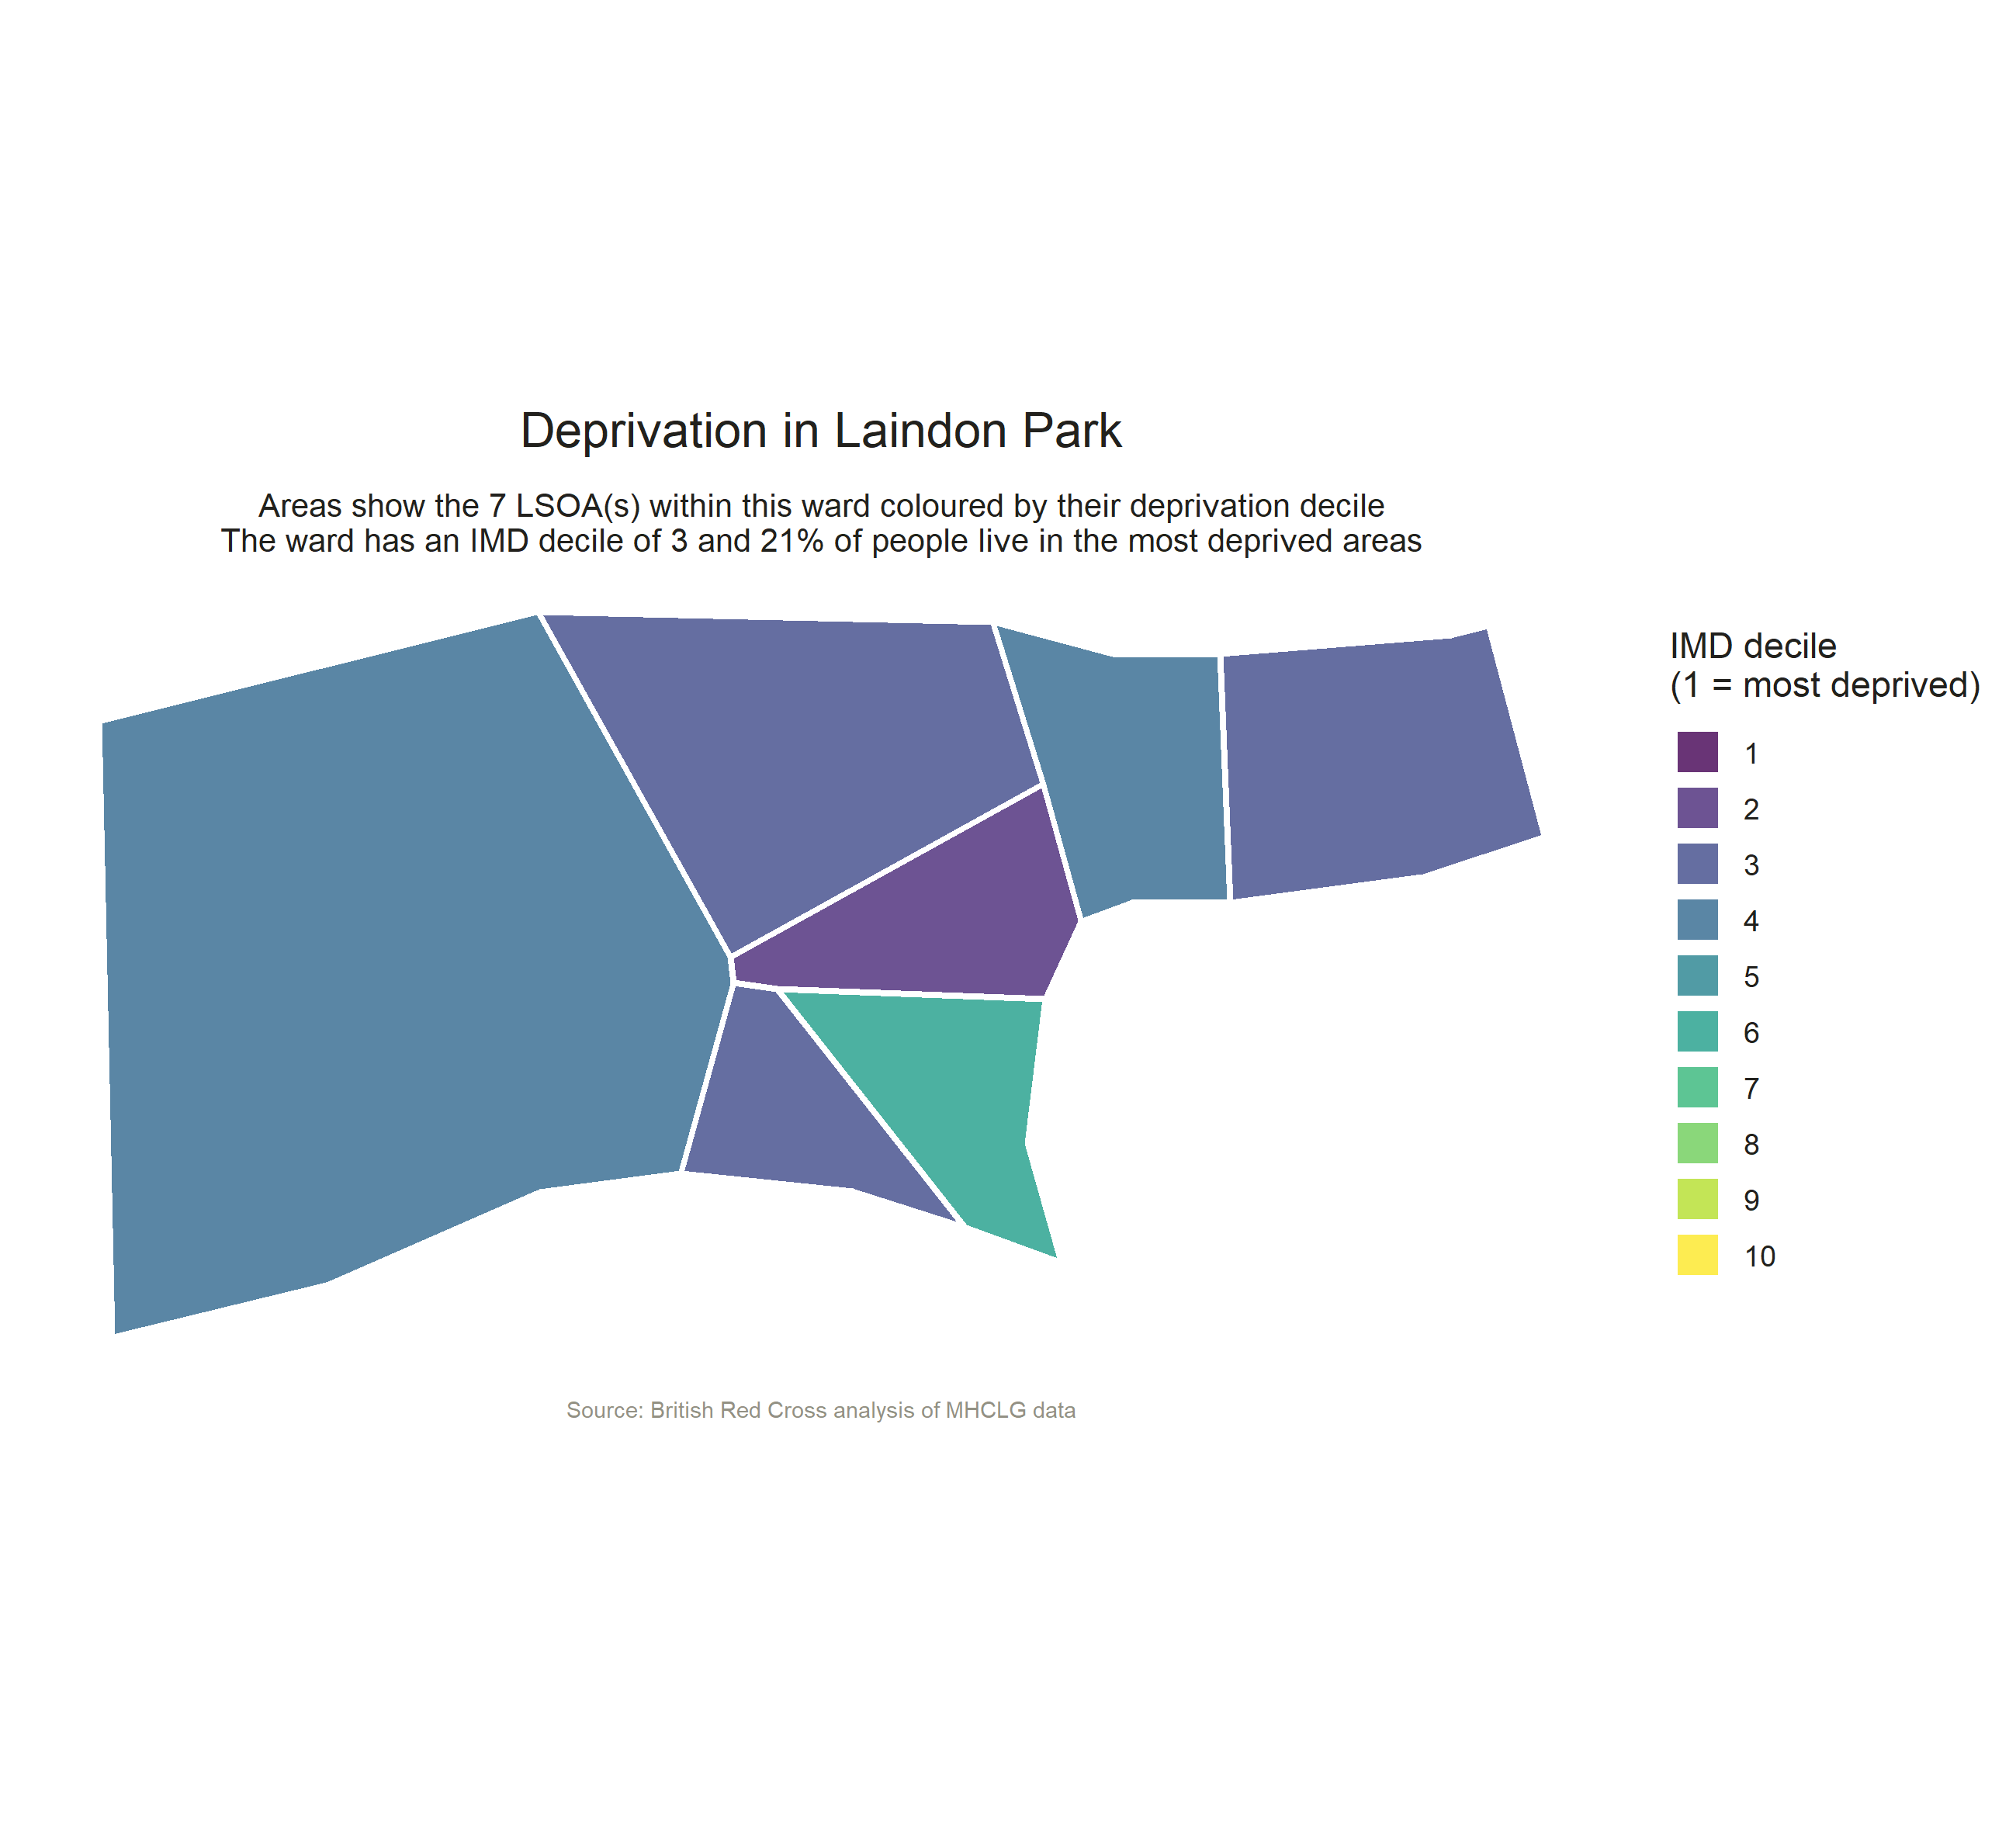 Deprivation in Laindon Park
Areas show the 7 LSOA(s) within this ward coloured by their deprivation decile
The ward has an IMD decile of 3 and 21% of people live in the most deprived areas
IMD decile
(1 = most deprived)
1
2
3
4
5
6
7
8
9
10
Source: British Red Cross analysis of MHCLG data